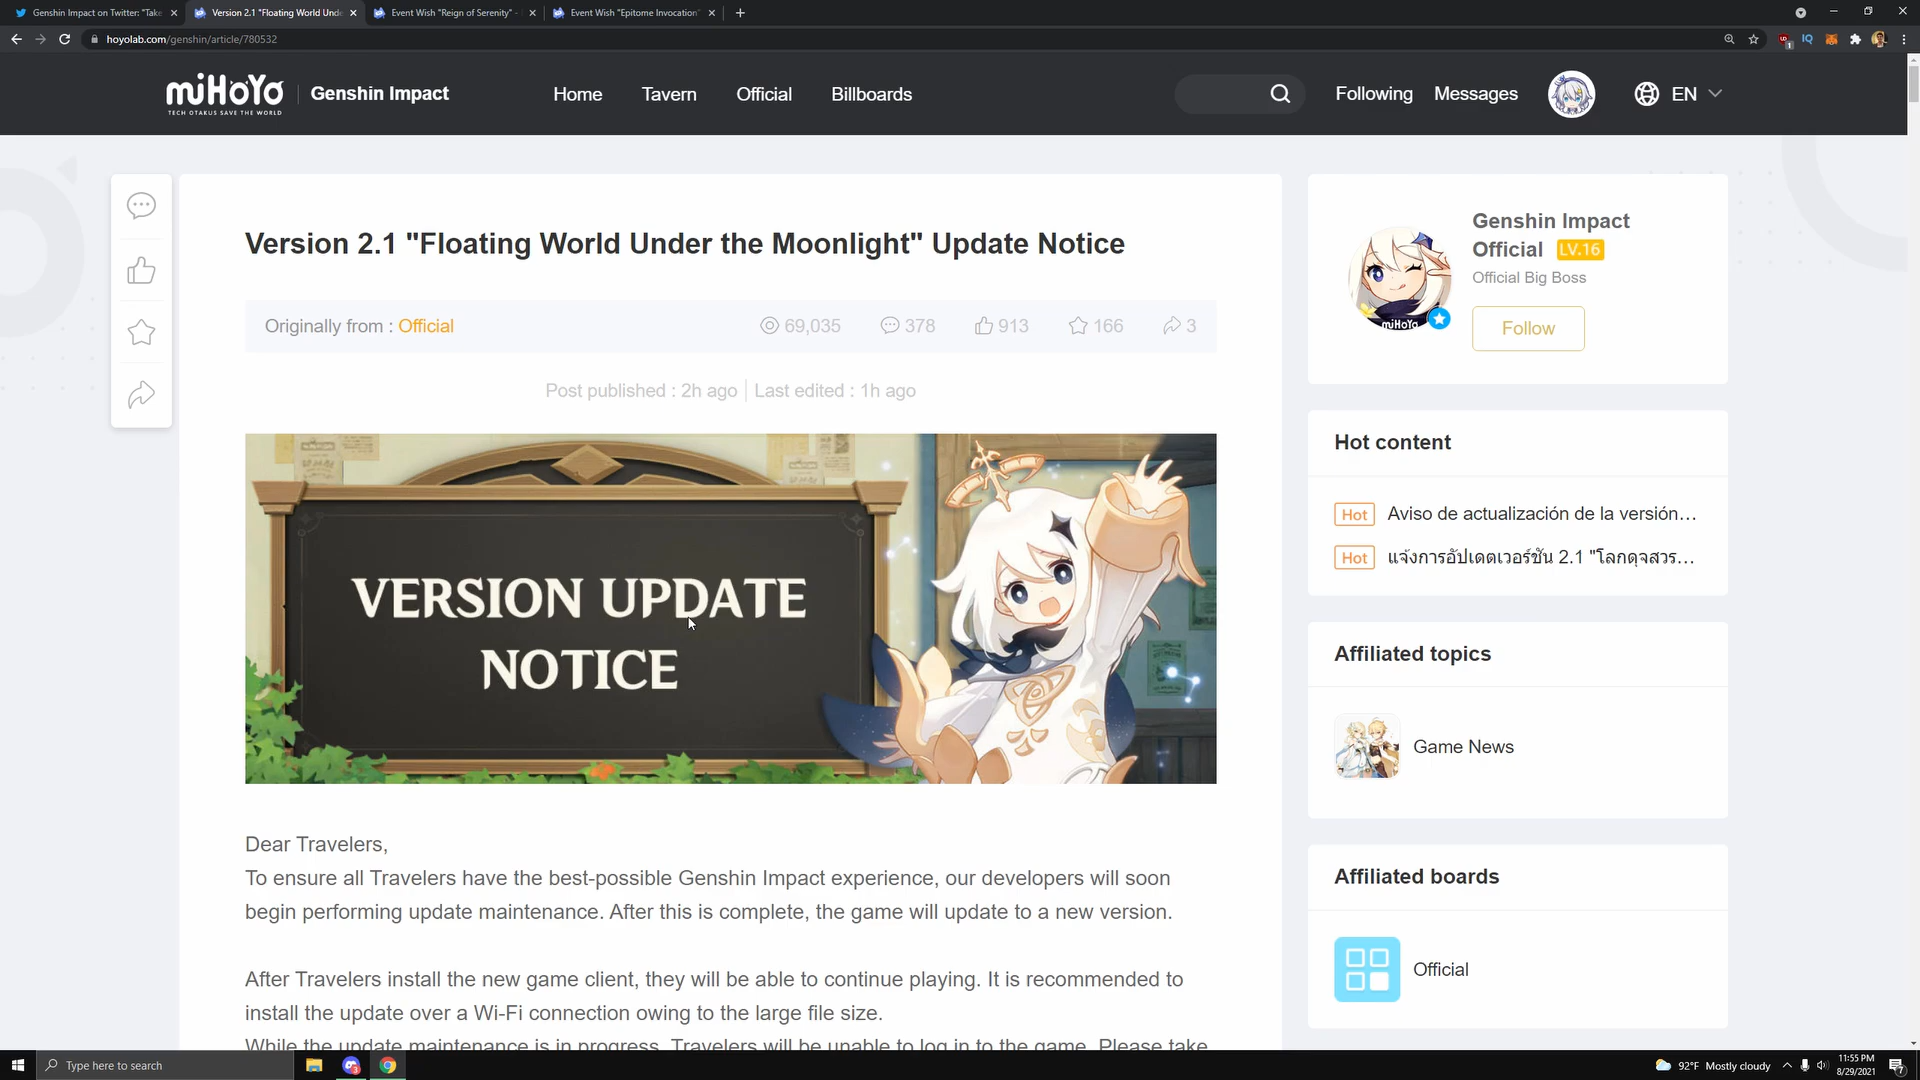 Genshin Impact on Twitter: "Take
Version 2.1 "Floating World Unde
Event Wish "Reign of Serenity" -
Event Wish "Epitome Invocation"
hoyolab.com/genshin/article/780532
miHoYo
TECH OTAKUS SAVE THE WORLD
Genshin Impact
Home
Tavern
Official
Billboards
Following
Messages
EN
Version 2.1 "Floating World Under the Moonlight" Update Notice
Originally from : Official
69,035
378
913
166
3
Post published : 2h ago
Last edited : 1h ago
VERSION UPDATE
NOTICE
Dear Travelers,
To ensure all Travelers have the best-possible Genshin Impact experience, our developers will soon
begin performing update maintenance. After this is complete, the game will update to a new version.
After Travelers install the new game client, they will be able to continue playing. It is recommended to
install the update over a Wi-Fi connection owing to the large file size.
While the update maintenance is in progress, Travelers will be unable to log in to the game. Please take
Genshin Impact
Official LV.16
Official Big Boss
miHoYo
Follow
Hot content
Hot Aviso de actualización de la versión...
Hot แจ้งการอัปเดตเวอร์ชัน 2.1 "โลกดุจสวร...
Affiliated topics
Game News
Affiliated boards
Official
Type here to search
92°F Mostly cloudy
11:55 PM
8/29/2021